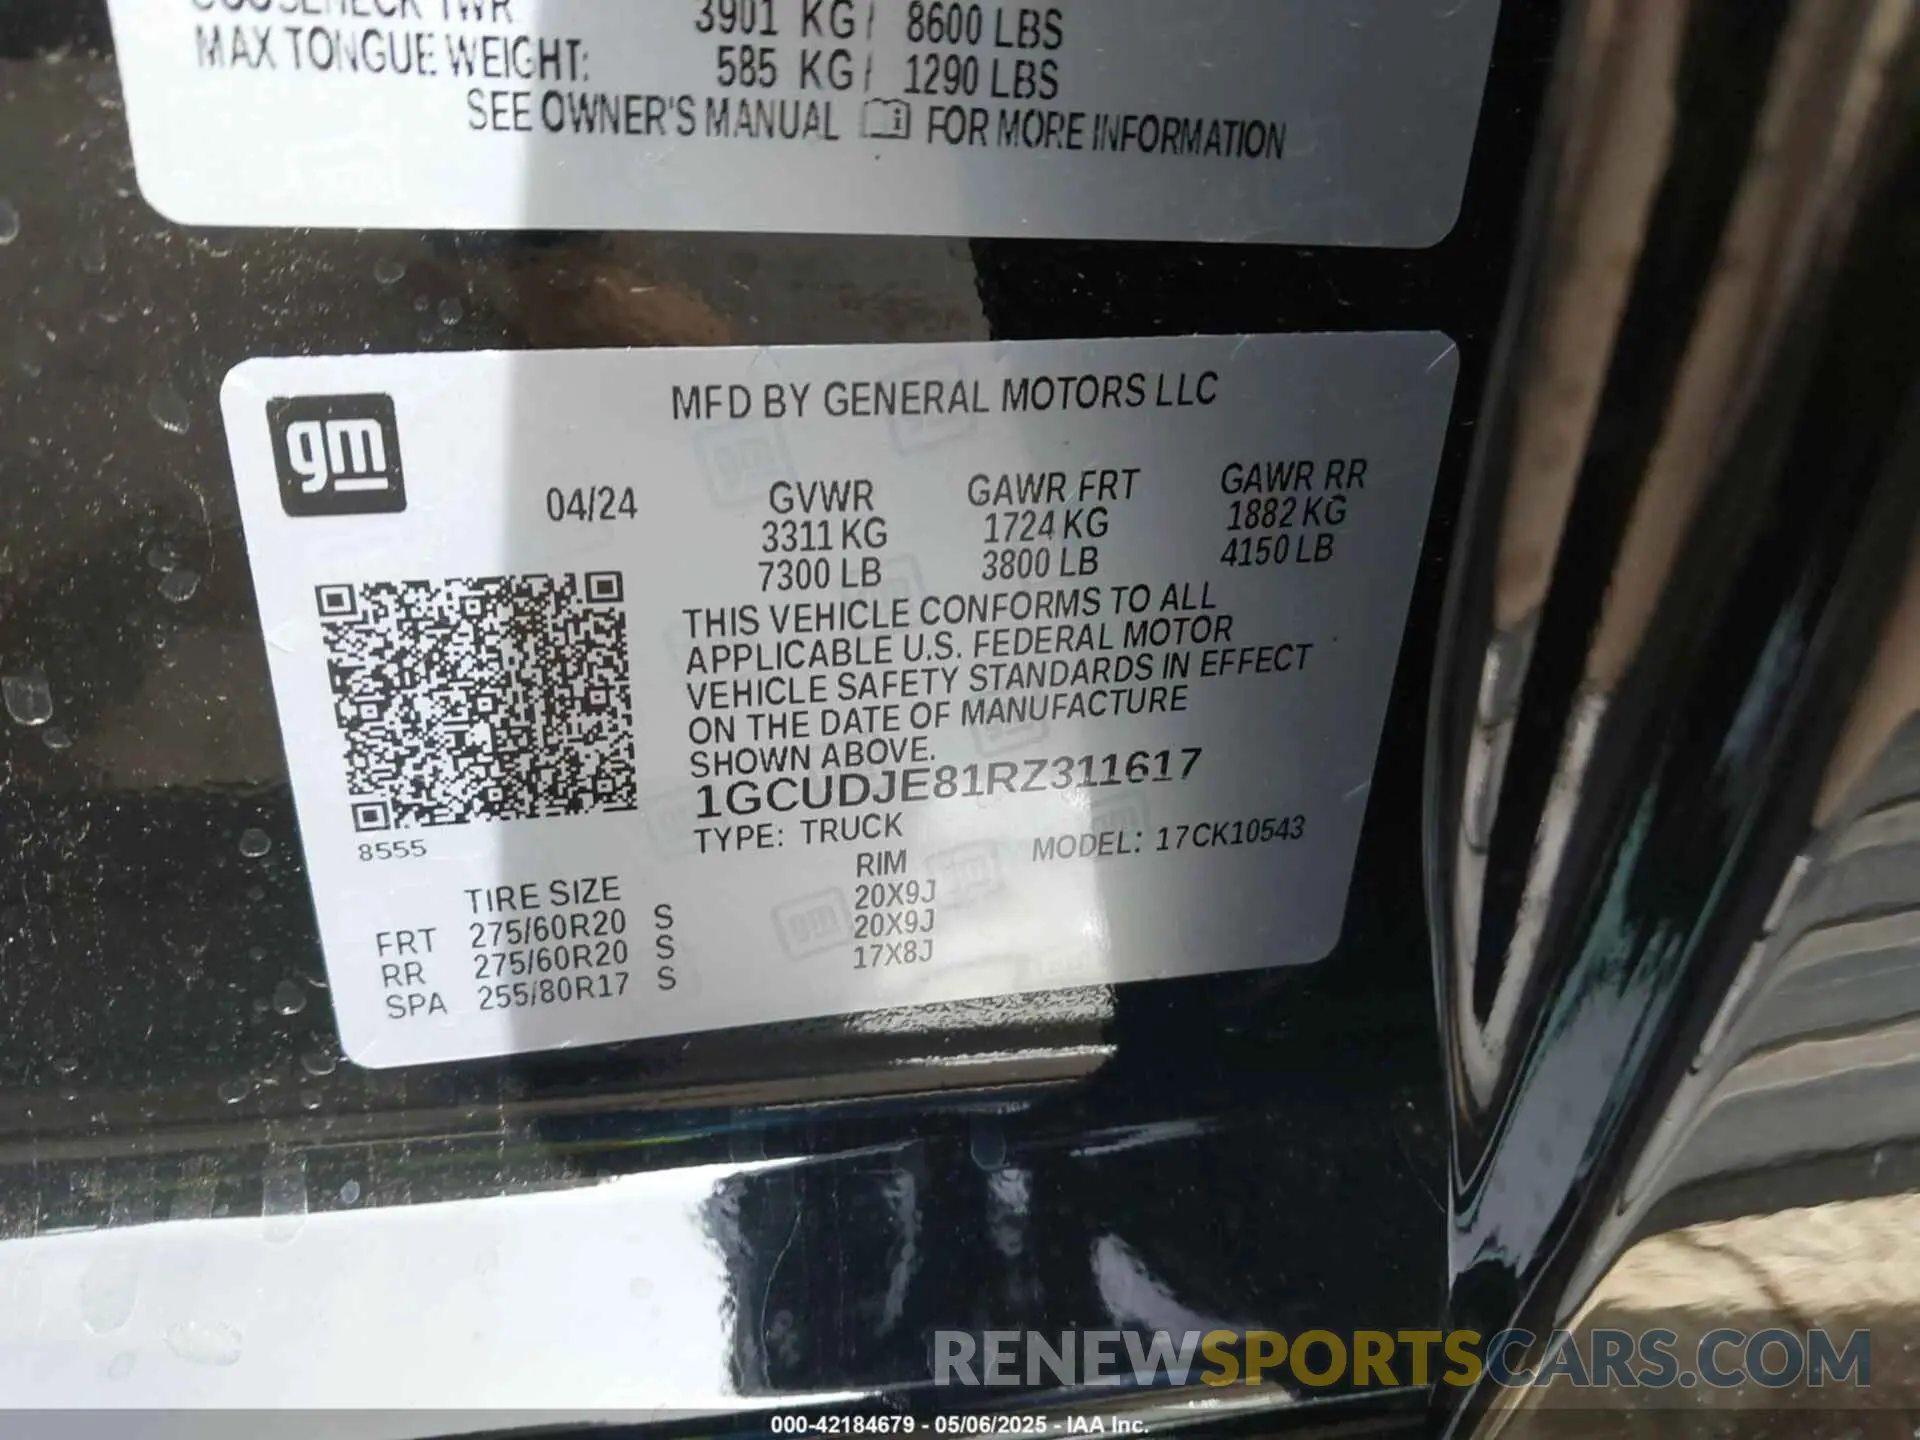 GOOSENECK TWR 3901 KG/ 8600 LBS
MAX TONGUE WEIGHT: 585 KG/ 1290 LBS
SEE OWNER'S MANUAL FOR MORE INFORMATION
MFD BY GENERAL MOTORS LLC
gm
04/24
GVWR GAWR FRT GAWR RR
3311 KG 1724 KG 1882 KG
7300 LB 3800 LB 4150 LB
THIS VEHICLE CONFORMS TO ALL
APPLICABLE U.S. FEDERAL MOTOR
VEHICLE SAFETY STANDARDS IN EFFECT
ON THE DATE OF MANUFACTURE
SHOWN ABOVE.
1GCUDJE81RZ311617
TYPE: TRUCK MODEL: 17CK10543
8555
TIRE SIZE RIM
FRT 275/60R20 S 20X9J
RR 275/60R20 S 20X9J
SPA 255/80R17 S 17X8J
RENEWSPORTSCARS.COM
000-42184679 - 05/06/2025 - IAA Inc.